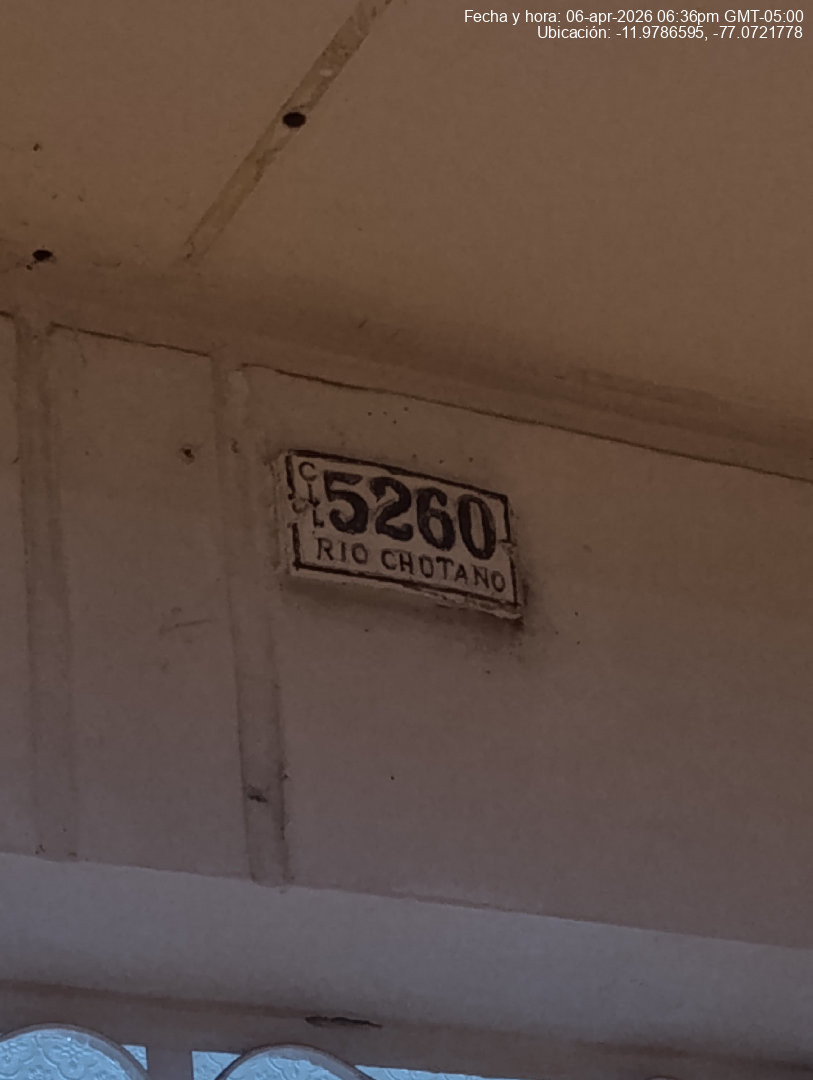 Fecha y hora: 06-apr-2026 06:36pm GMT-05:00
Ubicación: -11.9786595, -77.0721778
5260
RIO CHOTANO